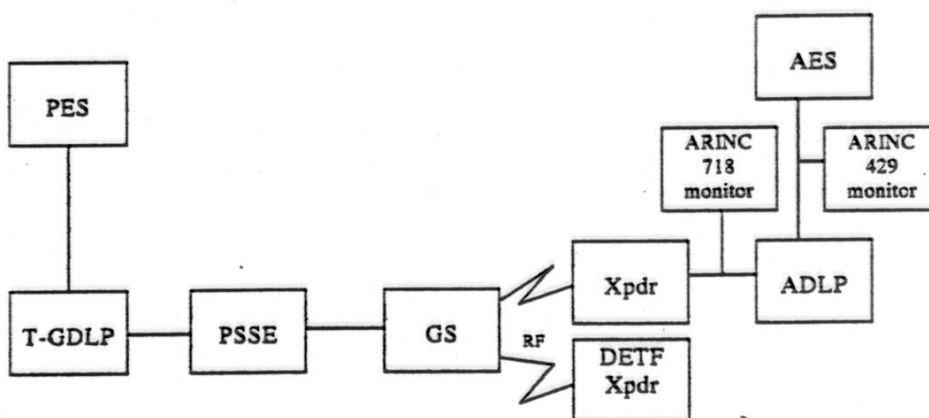 AES
PES
ARINC
718
monitor
ARINC
429
monitor
Xpdr
ADLP
T-GDLP
PSSE
GS
RF
DETF
Xpdr